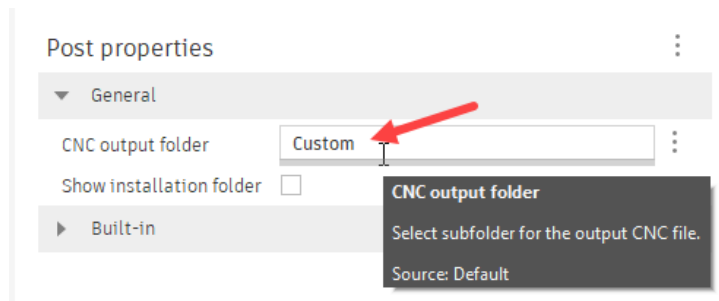 Post properties
General
CNC output folder
Custom
Show installation folder
CNC output folder
Built-in
Select subfolder for the output CNC file.
Source: Default